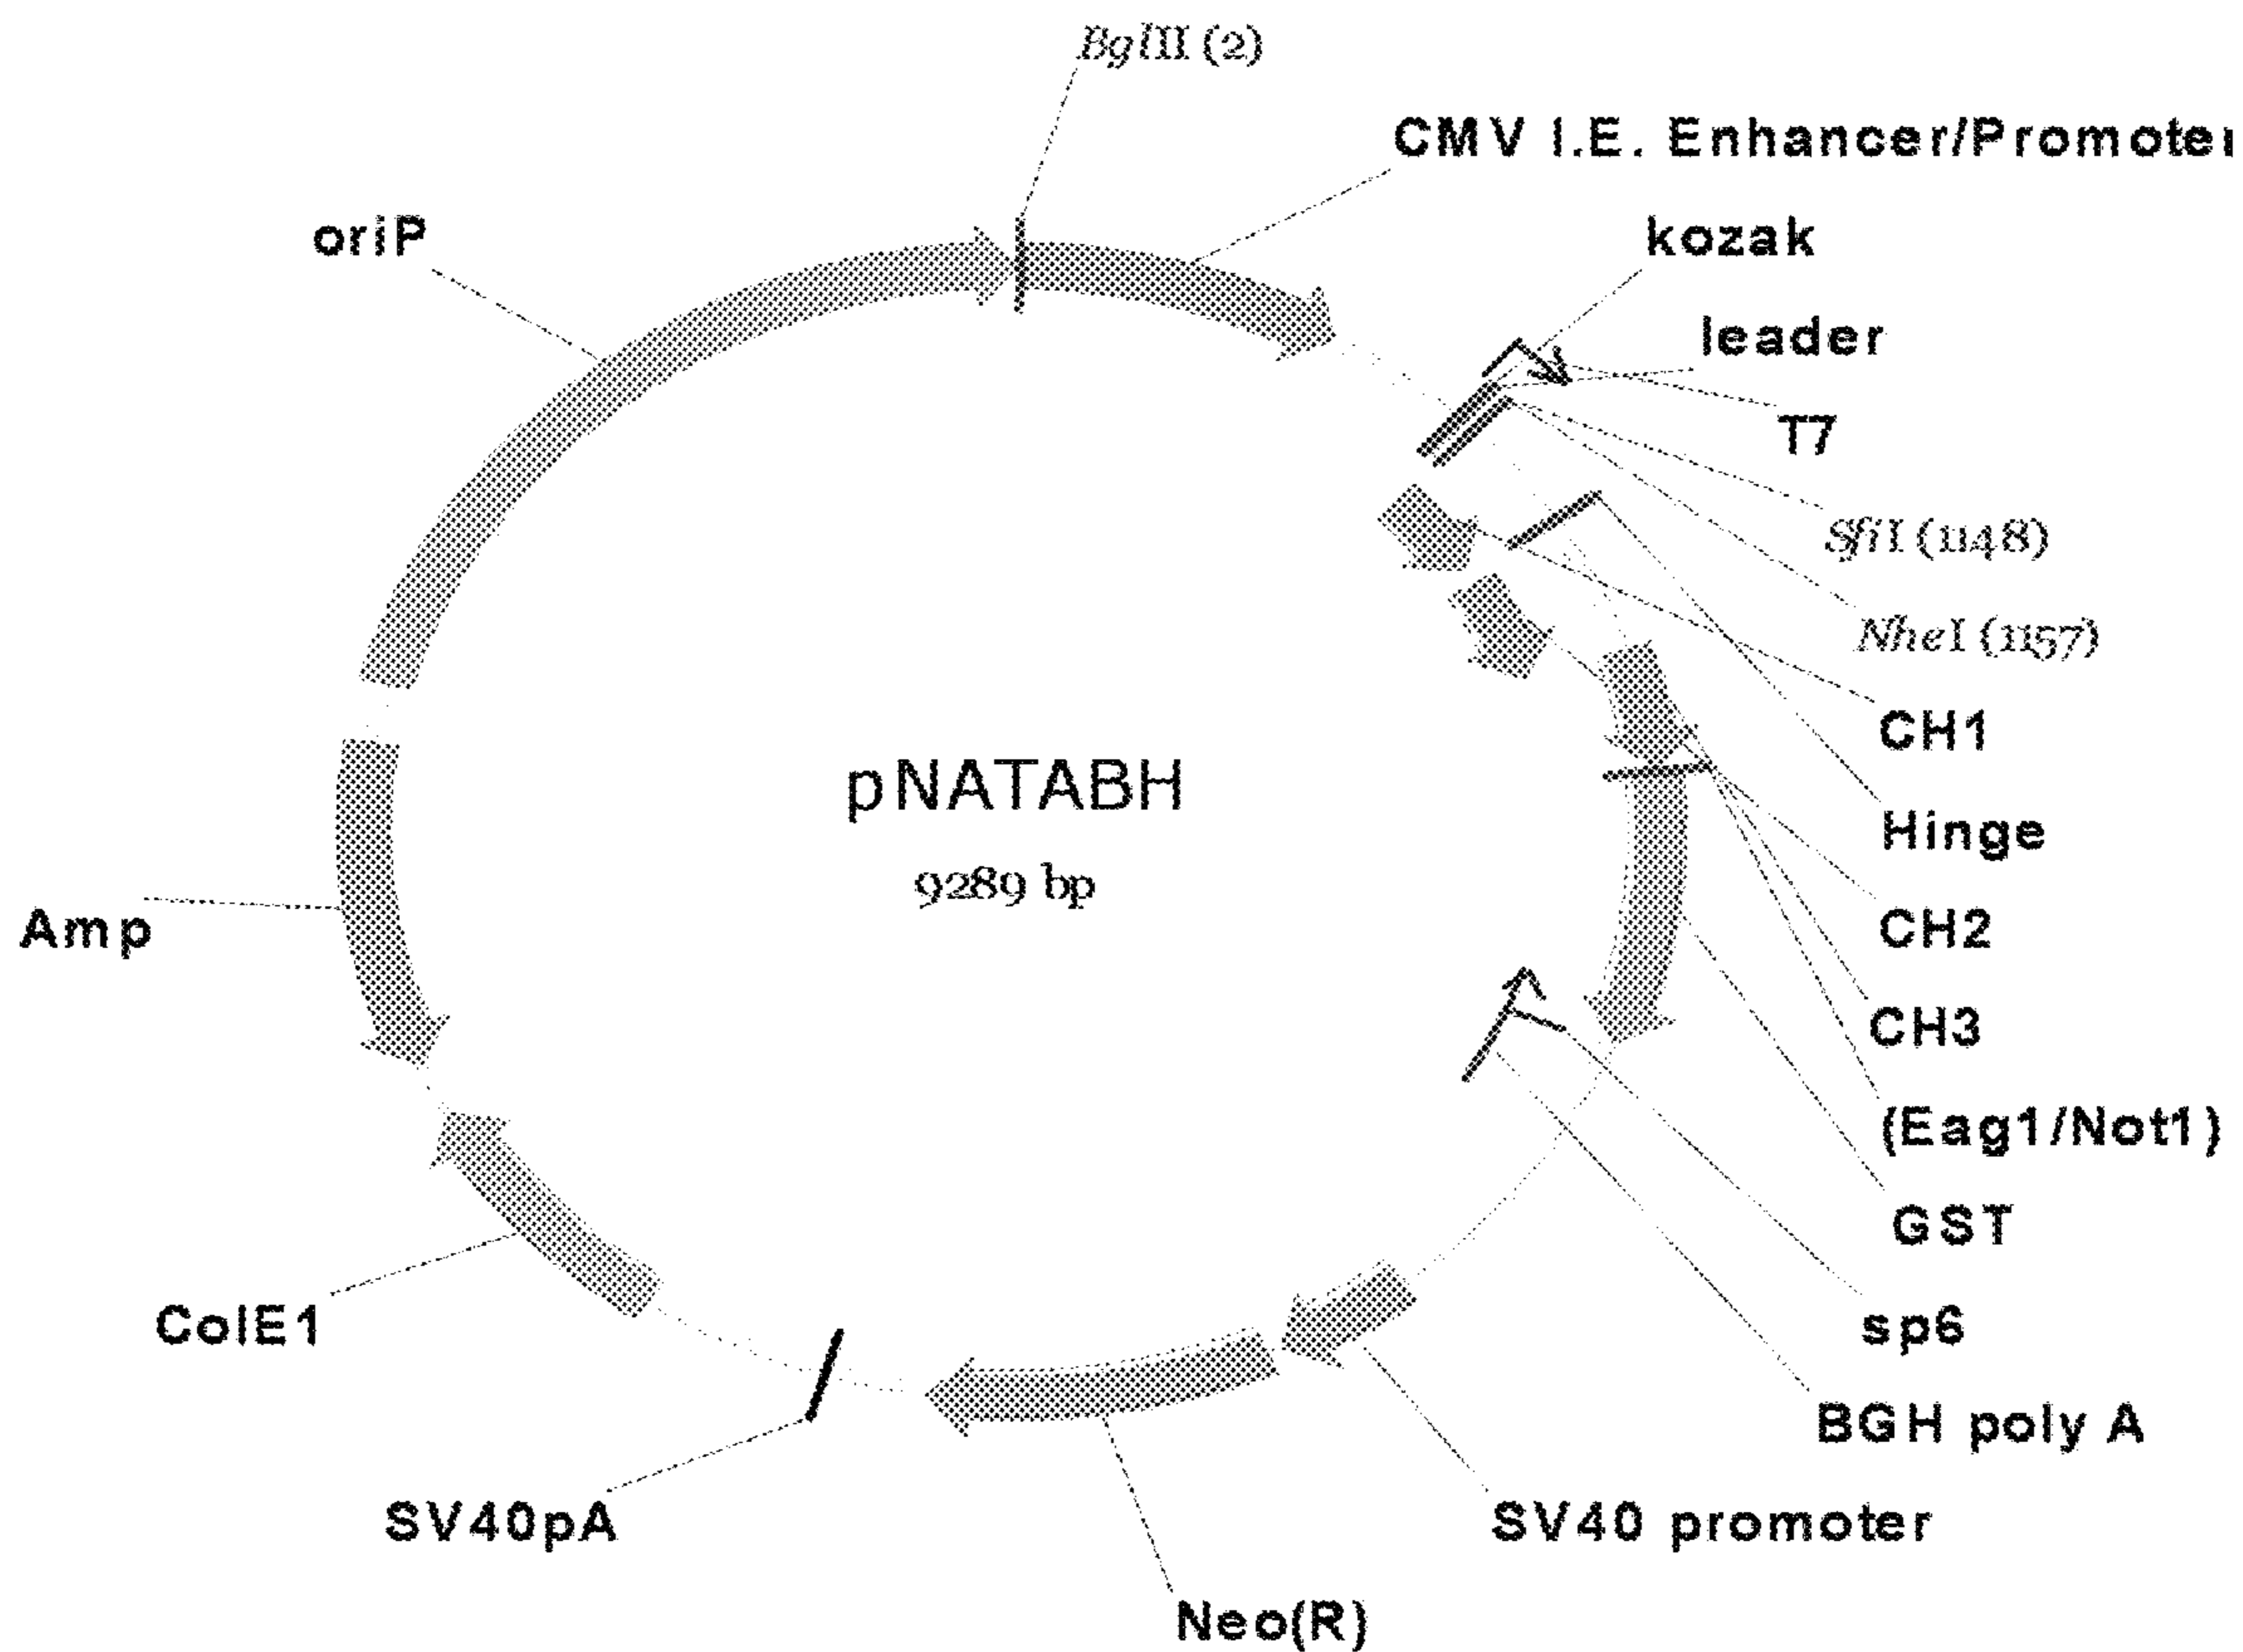 BglII (2)
CMV I.E. Enhancer/Promoter
oriP
kozak
leader
T7
SfiI (1148)
NheI (1157)
CH1
pNATABH
Hinge
9289 bp
Amp
CH2
CH3
(Eag1/Not1)
GST
ColE1
sp6
BGH poly A
SV40pA
SV40 promoter
Neo(R)